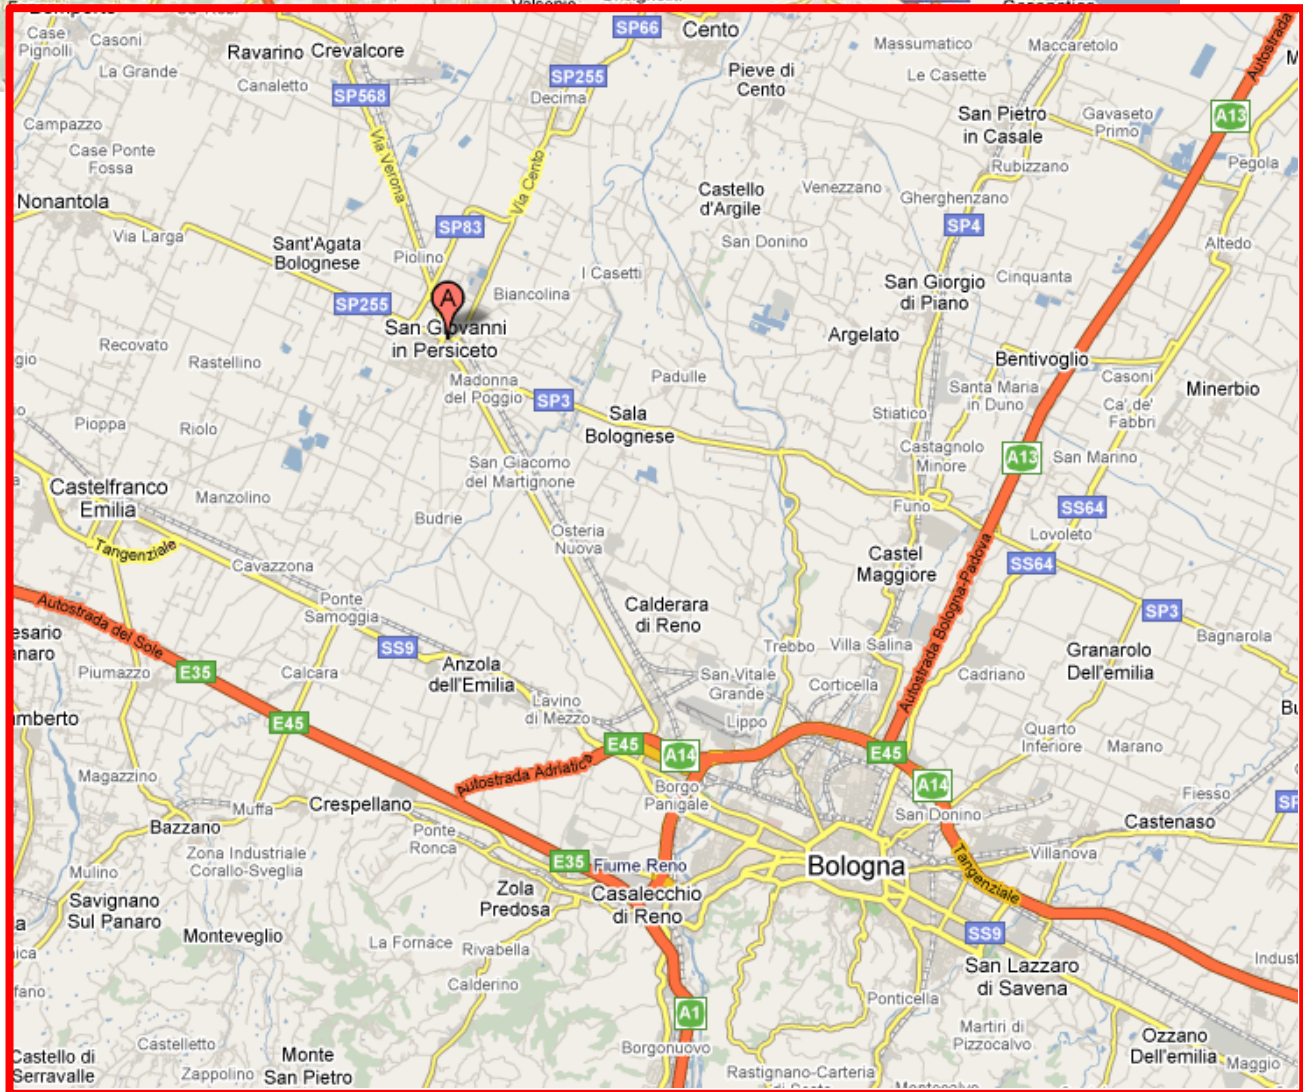 SP66
Cento
Case
Pignolli
Casoni
Ravarino
Crevalcore
Massumatico
Maccaretolo
Autostrada
La Grande
Canaletto
SP568
SP255
Decima
Pieve di
Cento
Le Casette
Campazzo
San Pietro
in Casale
Gavaseto
Primo
A13
Case Ponte
Fossa
Via Verona
Via Cento
Rubizzano
Pegola
Nonantola
Castello
d'Argile
Venezzano
Gherghenzano
Via Larga
SP83
SP4
Sant'Agata
Bolognese
Piolino
San Donino
Altedo
I Casetti
San Giorgio
di Piano
Cinquanta
SP255
A
Biancolina
San Giovanni
in Persiceto
Argelato
Recovato
Rastellino
Bentivoglio
Madonna
del Poggio
Padulle
Santa Maria
in Duno
Casoni
Minerbio
SP3
Sala
Bolognese
Stiatico
Ca' de'
Fabbri
Pioppa
Riolo
Castagnolo
Minore
A13
San Marino
San Giacomo
del Martignone
Castelfranco
Emilia
Manzolino
Budrie
Funo
SS64
Osteria
Nuova
Lovoleto
Tangenziale
Cavazzona
Castel
Maggiore
Autostrada Bologna-Padova
SS64
Autostrada del Sole
Ponte
Samoggia
Calderara
di Reno
SP3
SS9
Trebbo
Villa Salina
Bagnarola
Granarolo
Dell'emilia
Piumazzo
E35
Calcara
Anzola
dell'Emilia
San Vitale
Grande
Corticella
Cadriano
Lavino
di Mezzo
Lippo
E45
E45
A14
E45
Quarto
Inferiore
Marano
Magazzino
Autostrada Adriatica
Borgo
Panigale
A14
Fiesso
Muffa
Crespellano
San Donino
Castenaso
Bazzano
Ponte
Ronca
Zona Industriale
Corallo-Sveglia
E35
Fiume Reno
Bologna
Villanova
Tangenziale
Mulino
Savignano
Sul Panaro
Zola
Predosa
Casalecchio
di Reno
Monteveglio
La Fornace
Rivabella
SS9
Calderino
San Lazzaro
di Savena
Ponticella
A1
Martiri di
Pizzocalvo
Castello di
Serravalle
Castelletto
Monte
San Pietro
Zappolino
Borgonuovo
Rastignano-Carteria
Ozzano
Dell'emilia
Maggio